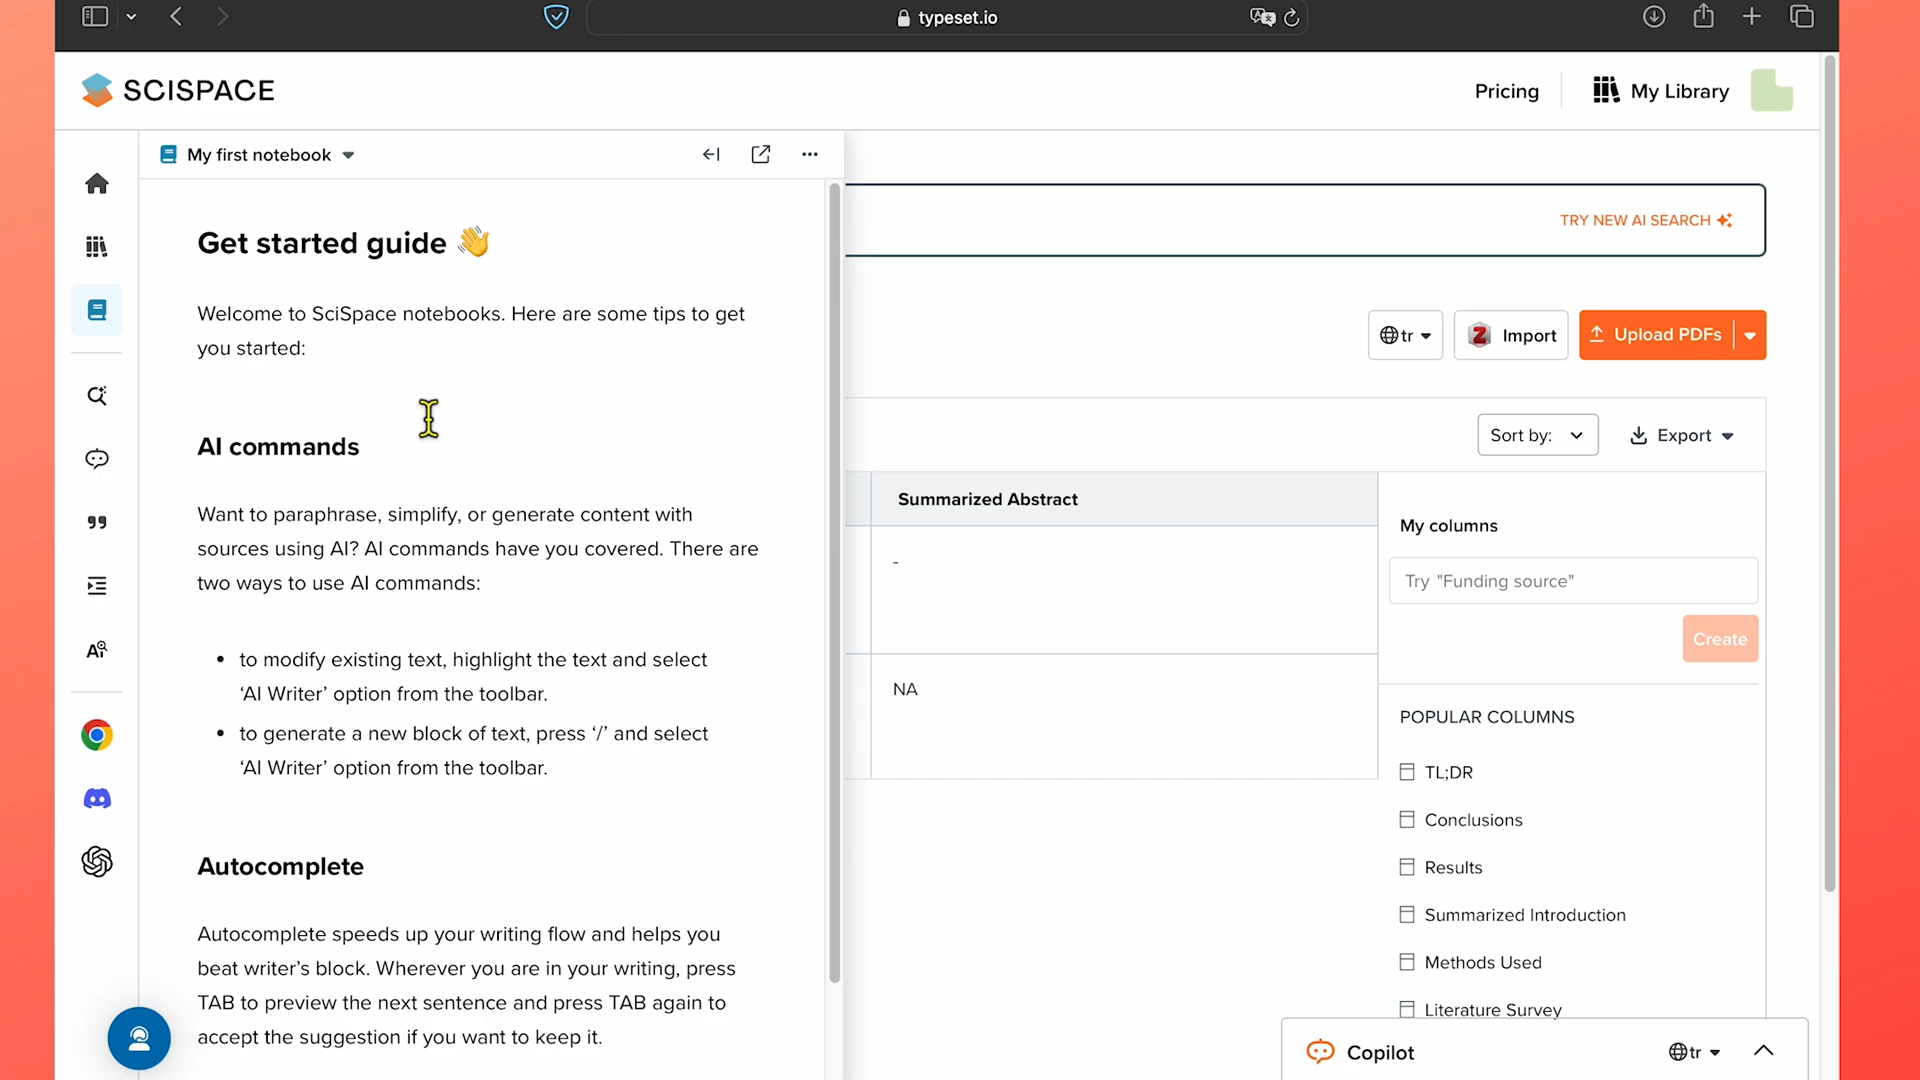 typeset.io
SCISPACE
Pricing
My Library
My first notebook
Get started guide 👋
Welcome to SciSpace notebooks. Here are some tips to get
you started:
AI commands
Want to paraphrase, simplify, or generate content with
sources using AI? AI commands have you covered. There are
two ways to use AI commands:
• to modify existing text, highlight the text and select
‘AI Writer’ option from the toolbar.
• to generate a new block of text, press ‘/’ and select
‘AI Writer’ option from the toolbar.
Autocomplete
Autocomplete speeds up your writing flow and helps you
beat writer’s block. Wherever you are in your writing, press
TAB to preview the next sentence and press TAB again to
accept the suggestion if you want to keep it.
TRY NEW AI SEARCH
tr
Z Import
Upload PDFs
Sort by:
Export
Summarized Abstract
-
NA
My columns
Try "Funding source"
Create
POPULAR COLUMNS
TL;DR
Conclusions
Results
Summarized Introduction
Methods Used
Literature Survey
Copilot
tr